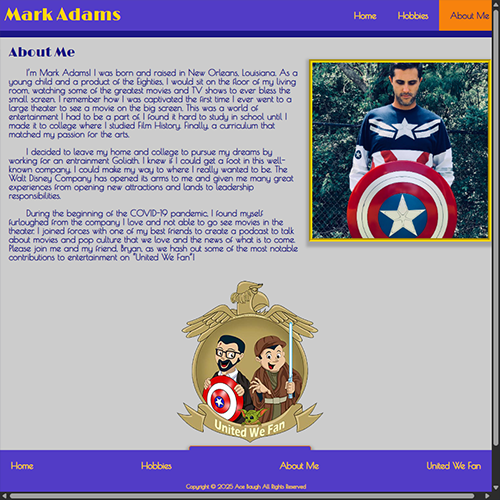 Mark Adams
Home Hobbies About Me
About Me
I'm Mark Adams! I was born and raised in New Orleans, Louisiana. As a
young child and a product of the Eighties, I would sit on the floor of my living
room, watching some of the greatest movies and TV shows to ever bless the
small screen. I remember how I was captivated the first time I ever went to a
large theater to see a movie on the big screen. This was a world of
entertainment I had to be a part of. I found it hard to study in school until I
made it to college where I studied Film History. Finally, a curriculum that
matched my passion for the arts.
I decided to leave my home and college to pursue my dreams by
working for an entrainment Goliath. I knew if I could get a foot in this well-
known company, I could make my way to where I really wanted to be. The
Walt Disney Company has opened its arms to me and given me many great
experiences from opening new attractions and lands to leadership
responsibilities.
During the beginning of the COVID-19 pandemic, I found myself
furloughed from the company I love and not able to go see movies in the
theater. I joined forces with one of my best friends to create a podcast to talk
about movies and pop culture that we love and the news of what is to come.
Please join me and my friend, Bryan, as we hash out some of the most notable
contributions to entertainment on "United We Fan"!
United We Fan
Home Hobbies About Me United We Fan
Copyright © 2025 Ace Baugh All Rights Reserved